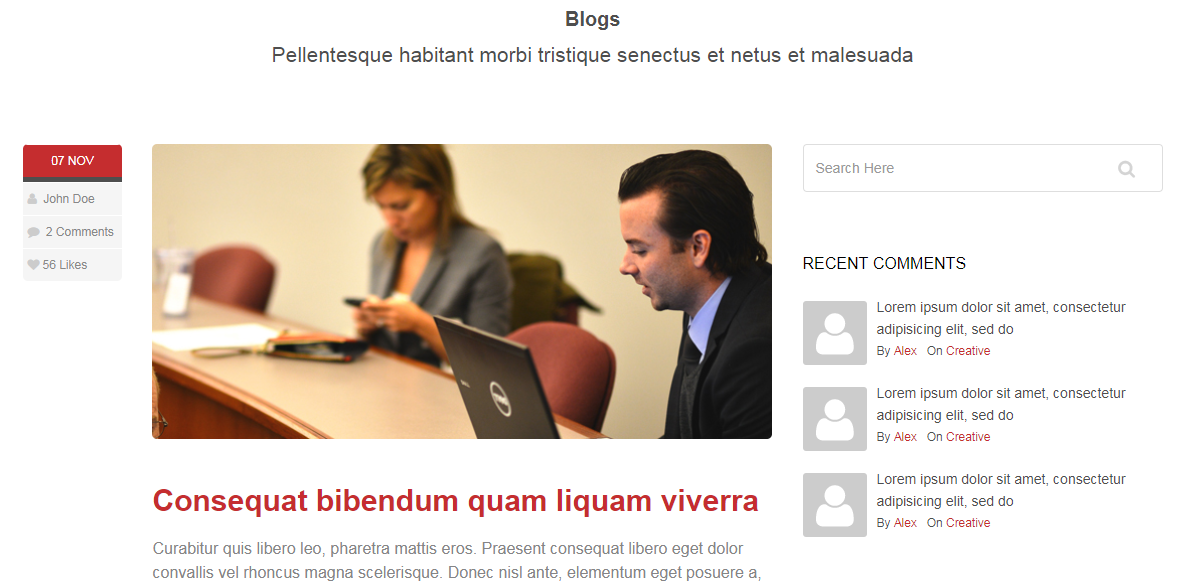 Blogs
Pellentesque habitant morbi tristique senectus et netus et malesuada
07 NOV
John Doe
2 Comments
56 Likes
DELL
Consequat bibendum quam liquam viverra
Curabitur quis libero leo, pharetra mattis eros. Praesent consequat libero eget dolor
convallis vel rhoncus magna scelerisque. Donec nisl ante, elementum eget posuere a,
Search Here
RECENT COMMENTS
Lorem ipsum dolor sit amet, consectetur
adipisicing elit, sed do
By Alex On Creative
Lorem ipsum dolor sit amet, consectetur
adipisicing elit, sed do
By Alex On Creative
Lorem ipsum dolor sit amet, consectetur
adipisicing elit, sed do
By Alex On Creative